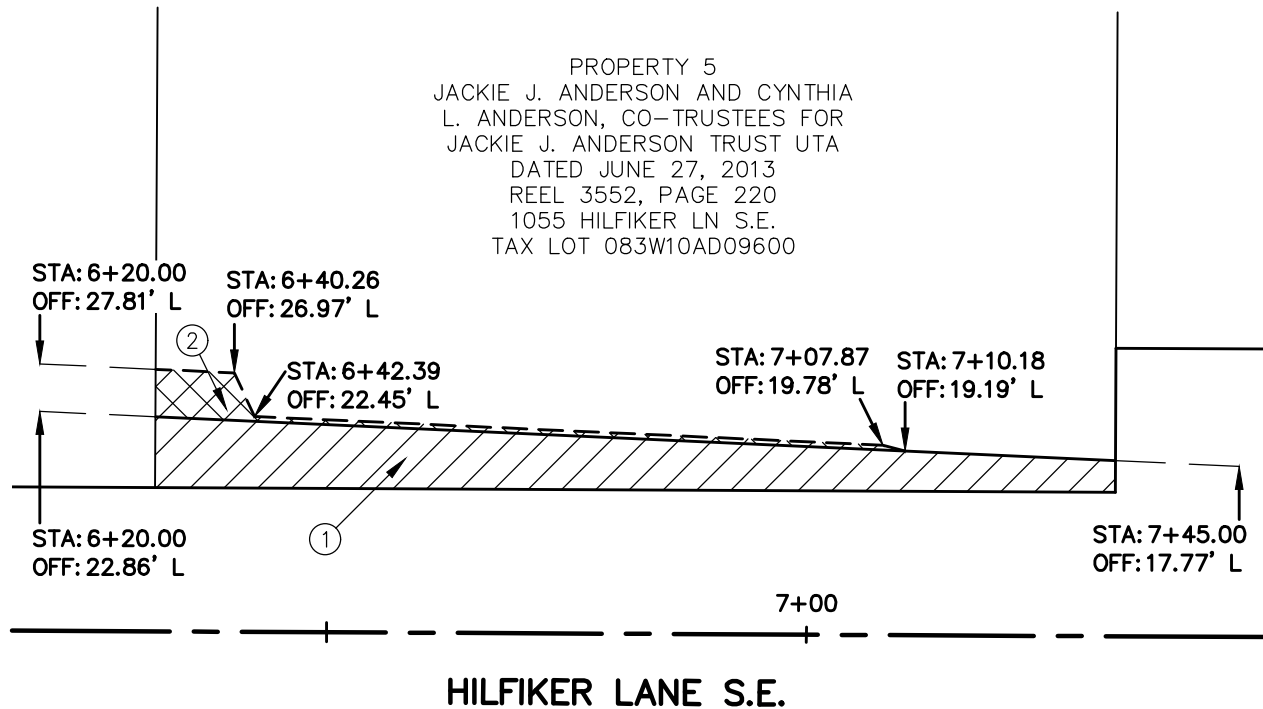 PROPERTY 5
JACKIE J. ANDERSON AND CYNTHIA
L. ANDERSON, CO-TRUSTEES FOR
JACKIE J. ANDERSON TRUST UTA
DATED JUNE 27, 2013
REEL 3552, PAGE 220
1055 HILFIKER LN S.E.
TAX LOT 083W10AD09600
STA: 6+20.00
OFF: 27.81' L
STA: 6+40.26
OFF: 26.97' L
2
STA: 6+42.39
OFF: 22.45' L
STA: 7+07.87
OFF: 19.78' L
STA: 7+10.18
OFF: 19.19' L
STA: 6+20.00
OFF: 22.86' L
1
STA: 7+45.00
OFF: 17.77' L
7+00
HILFIKER LANE S.E.